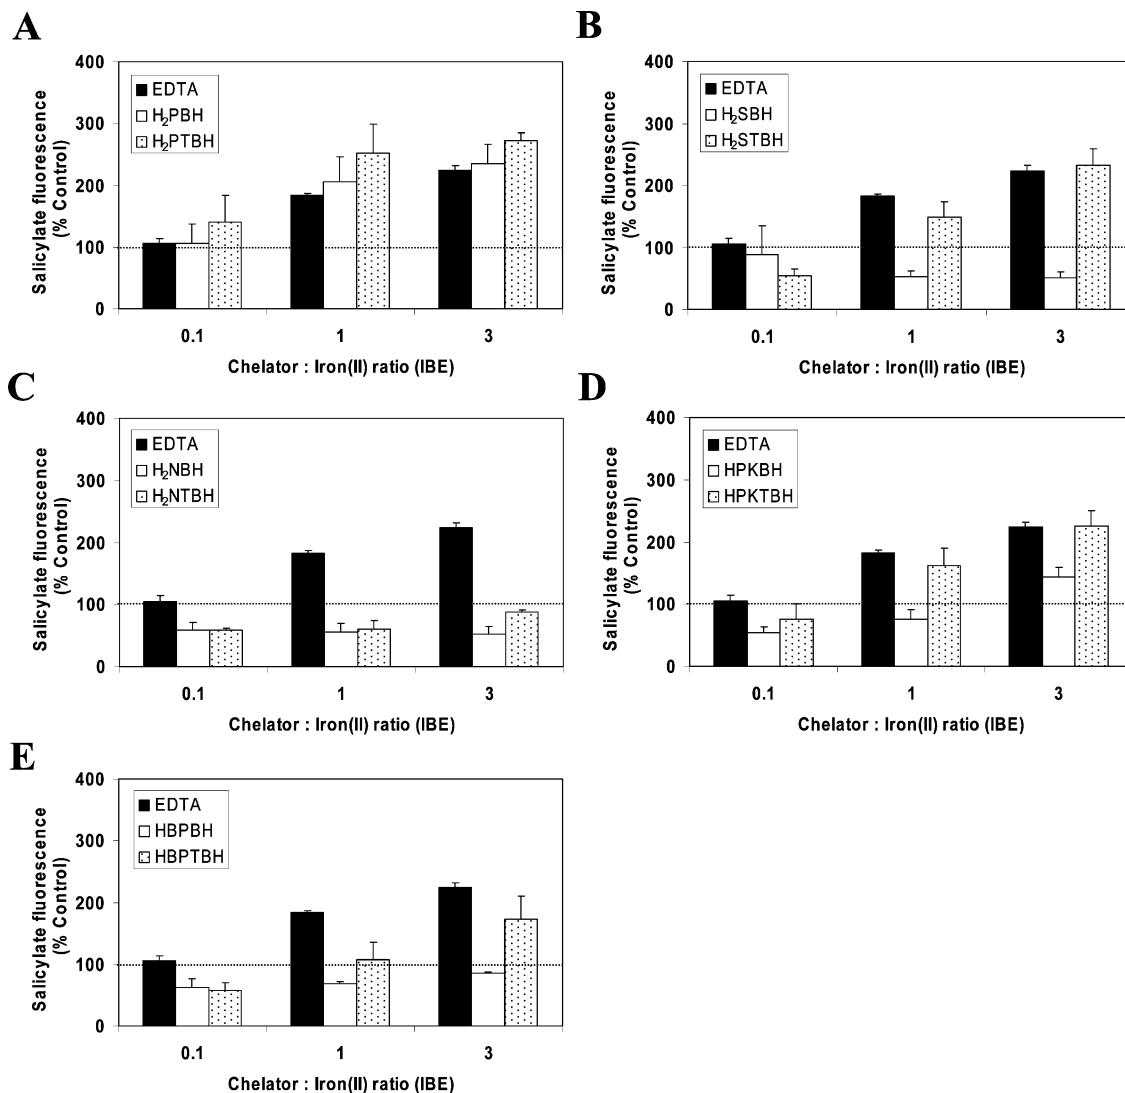 A
Salicylate fluorescence
(% Control)
400
300
200
100
0
EDTA
H₂PBH
H₂PTBH
0.1 1 3
Chelator : Iron(II) ratio (IBE)
B
Salicylate fluorescence
(% Control)
400
300
200
100
0
EDTA
H₂SBH
H₂STBH
0.1 1 3
Chelator : Iron(II) ratio (IBE)
C
Salicylate fluorescence
(% Control)
400
300
200
100
0
EDTA
H₂NBH
H₂NTBH
0.1 1 3
Chelator : Iron(II) ratio (IBE)
D
Salicylate fluorescence
(% Control)
400
300
200
100
0
EDTA
HPKBH
HPKTBH
0.1 1 3
Chelator : Iron(II) ratio (IBE)
E
Salicylate fluorescence
(% Control)
400
300
200
100
0
EDTA
HBPBH
HBPTBH
0.1 1 3
Chelator : Iron(II) ratio (IBE)